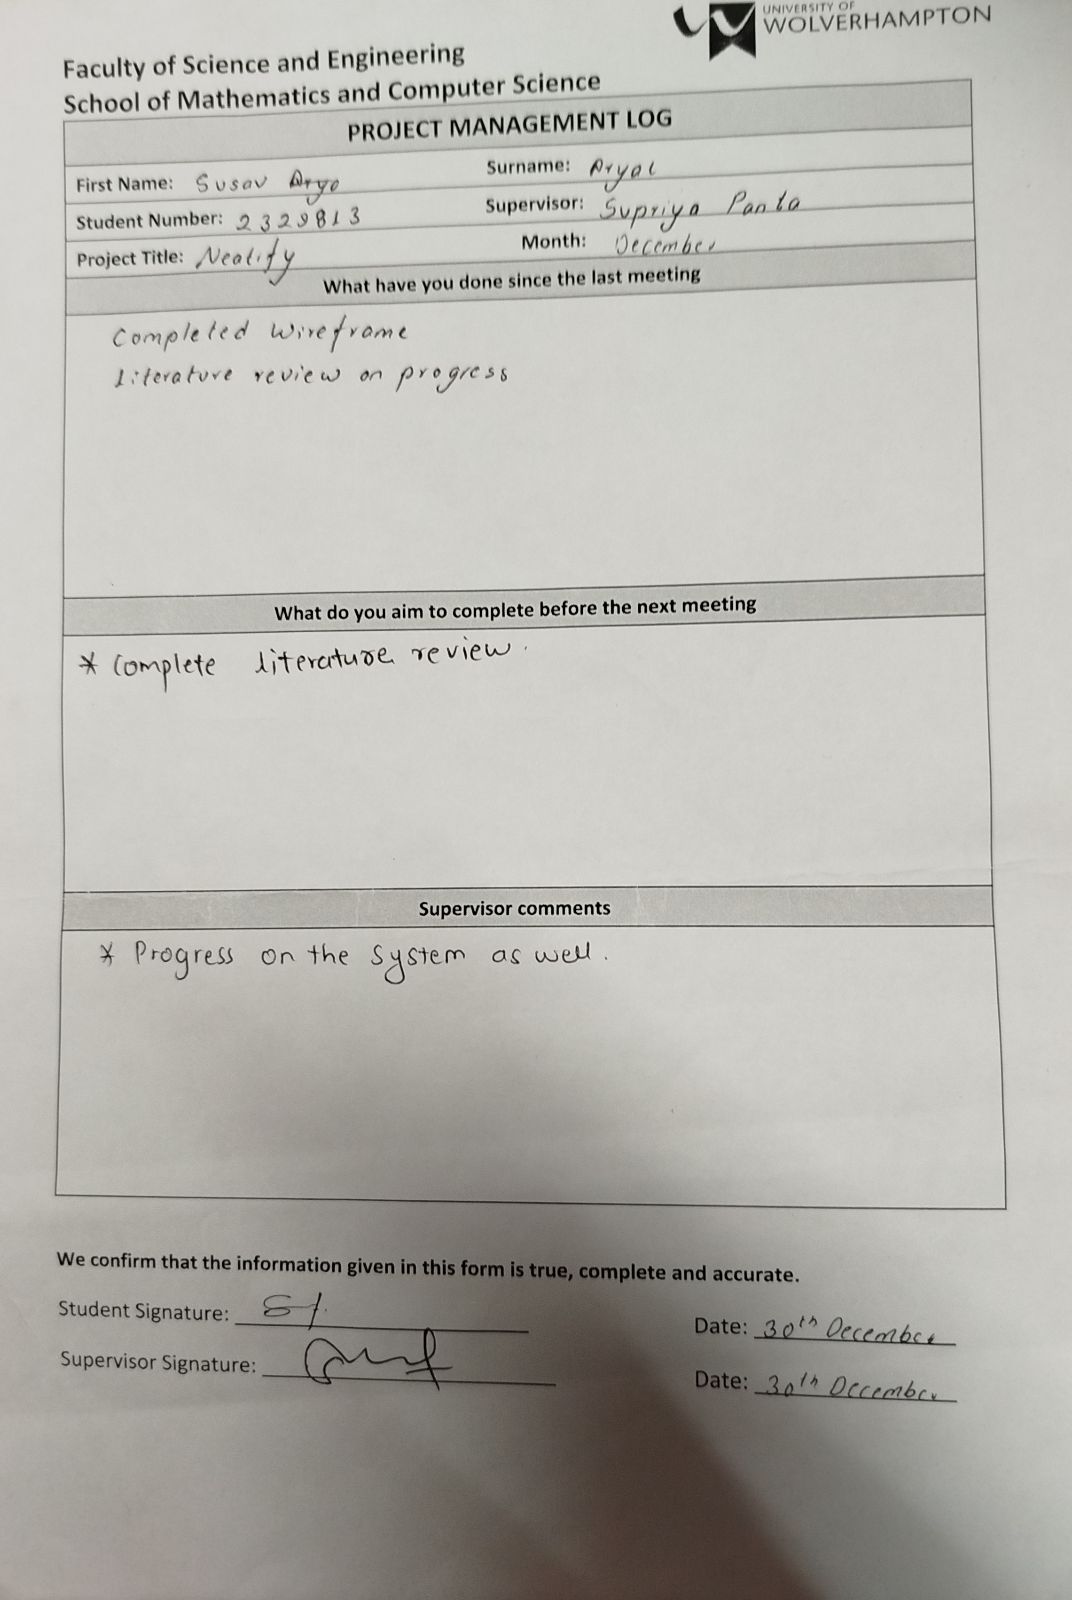 UNIVERSITY OF
WOLVERHAMPTON
Faculty of Science and Engineering
School of Mathematics and Computer Science
PROJECT MANAGEMENT LOG
First Name: Susav Arya Surname: Aryal
Student Number: 2329813 Supervisor: Supriya Panta
Project Title: Neatify Month: December
What have you done since the last meeting
Completed Wireframe
Literature review on progress
What do you aim to complete before the next meeting
* Complete literature review.
Supervisor comments
* Progress on the system as well.
We confirm that the information given in this form is true, complete and accurate.
Student Signature: Date: 30th December
Supervisor Signature: Date: 30th December